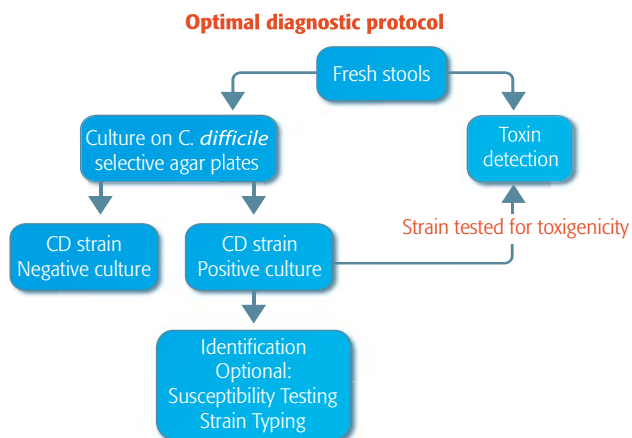 Optimal diagnostic protocol
Fresh stools
Culture on C. difficile
selective agar plates
Toxin
detection
Strain tested for toxigenicity
CD strain
Negative culture
CD strain
Positive culture
Identification
Optional:
Susceptibility Testing
Strain Typing